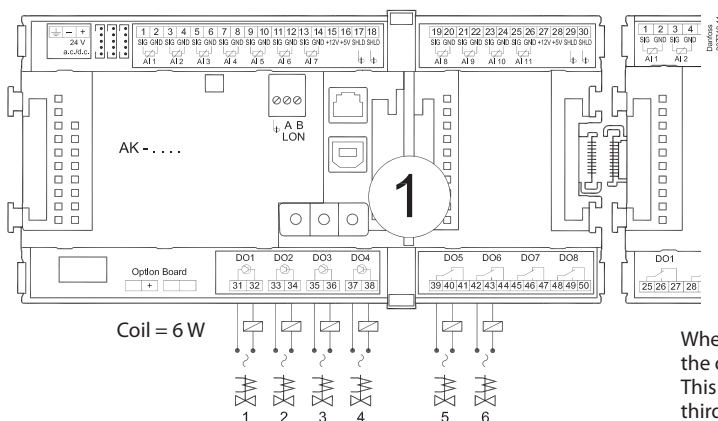 24 V
a.c./d.c.
1 2 3 4 5 6 7 8 9 10 11 12 13 14 15 16 17 18
SIG GND SIG GND SIG GND SIG GND SIG GND SIG GND SIG GND +12V +5V SHLD SHLD
AI 1 AI 2 AI 3 AI 4 AI 5 AI 6 AI 7
19 20 21 22 23 24 25 26 27 28 29 30
SIG GND SIG GND SIG GND SIG GND +12V +5V SHLD SHLD
AI 8 AI 9 AI 10 AI 11
1 2 3 4
SIG GND SIG GND
AI 1 AI 2
Danfoss
A B
LON
AK - . . . .
1
Option Board
DO1 DO2 DO3 DO4
31 32 33 34 35 36 37 38
DO5 DO6 DO7 DO8
39 40 41 42 43 44 45 46 47 48 49 50
DO1
25 26 27 28
Coil = 6 W
1 2 3 4 5 6
the
This
third